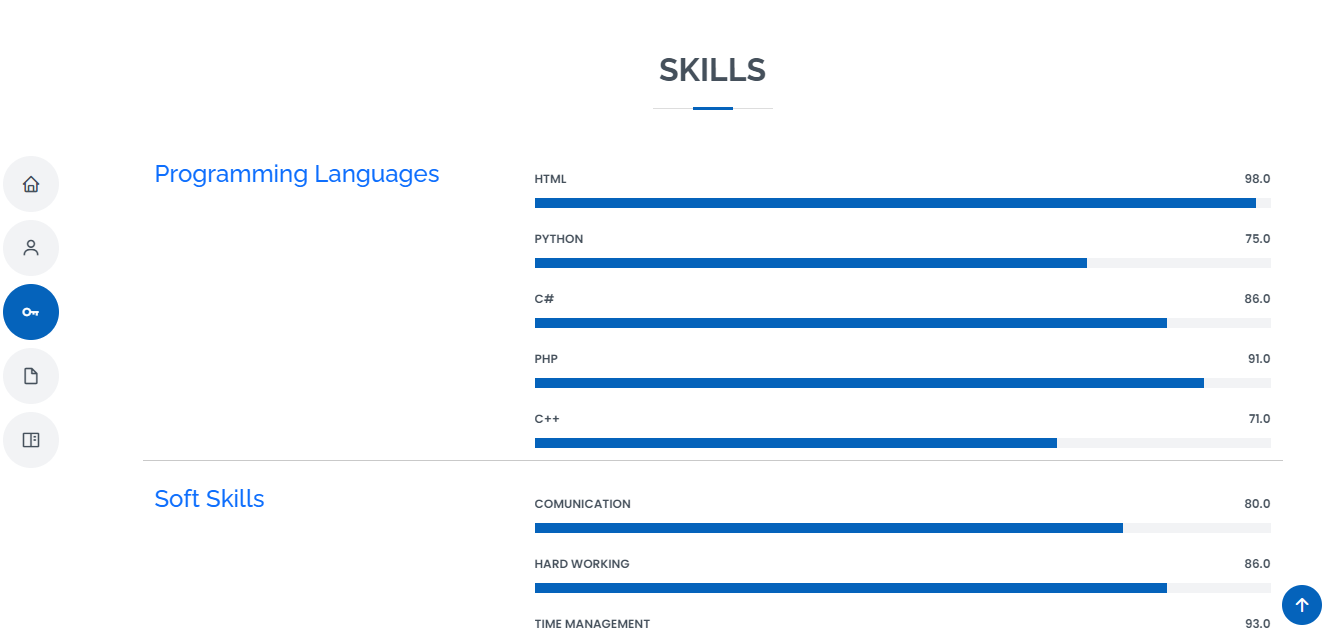 SKILLS
Programming Languages
HTML 98.0
PYTHON 75.0
C# 86.0
PHP 91.0
C++ 71.0
Soft Skills
COMUNICATION 80.0
HARD WORKING 86.0
TIME MANAGEMENT 93.0